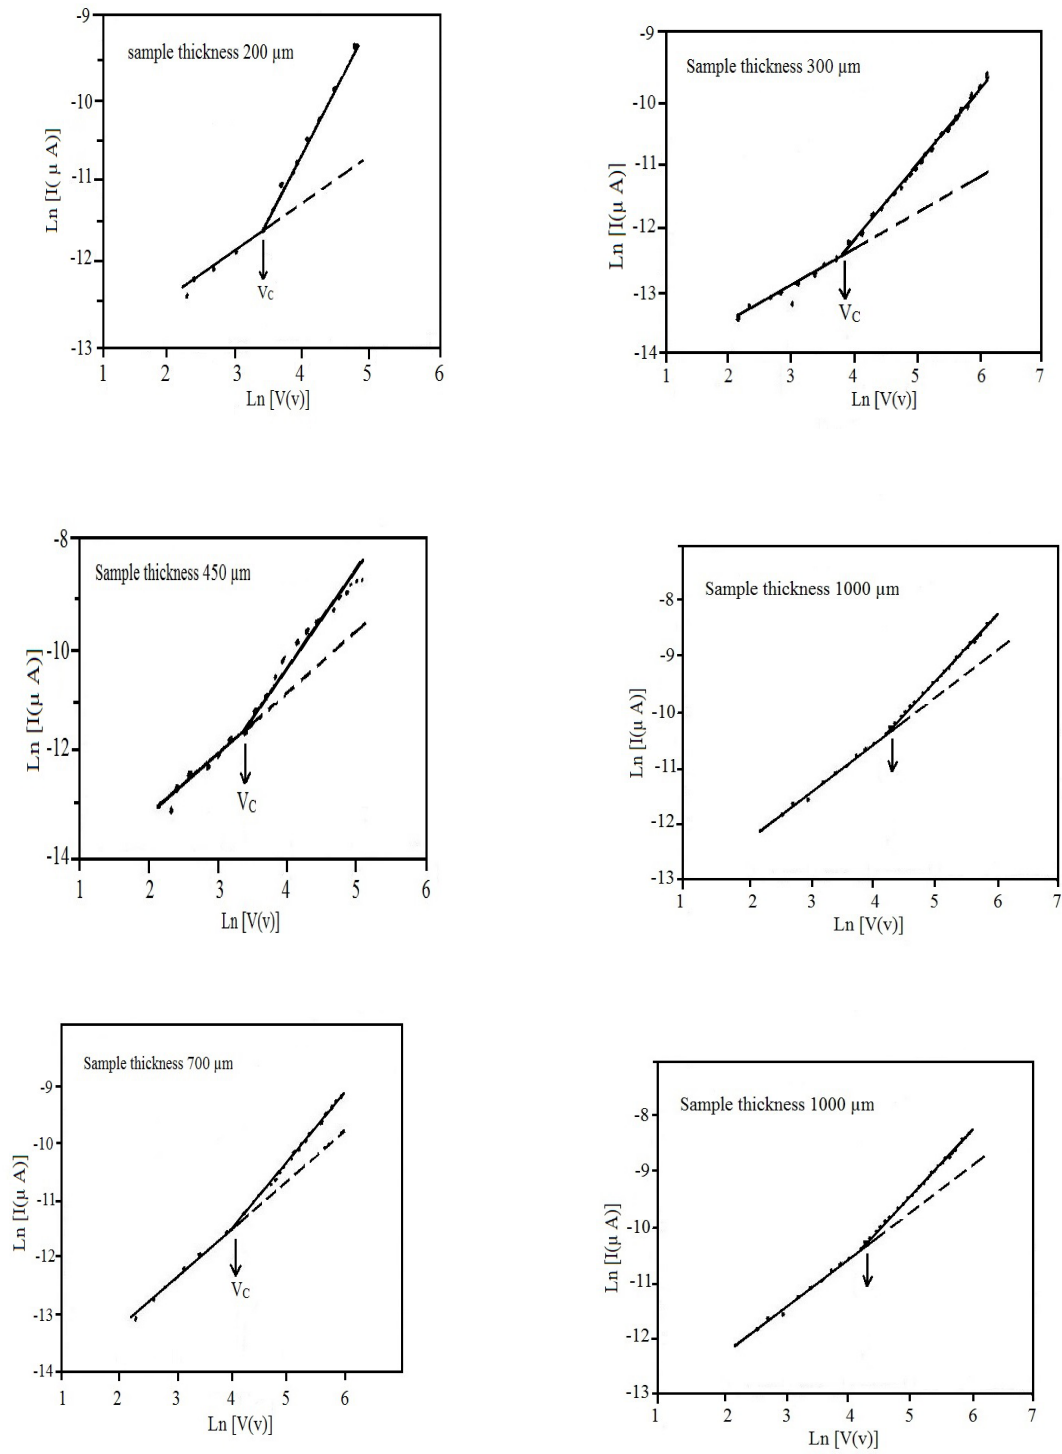 -9
sample thickness 200 µm
-10
-11
-12
-13
Ln [I( µ A)]
V_C
1 2 3 4 5 6
Ln [V(v)]
-9
Sample thickness 300 µm
-10
-11
-12
-13
-14
Ln [I(µ A)]
V_C
1 2 3 4 5 6 7
Ln [V(v)]
-8
Sample thickness 450 µm
-10
-12
-14
Ln [I(µ A)]
V_C
1 2 3 4 5 6
Ln [V(v)]
Sample thickness 1000 µm
-8
-9
-10
-11
-12
-13
Ln [I(µ A)]
1 2 3 4 5 6 7
Ln [V(v)]
Sample thickness 700 µm
-9
-10
-11
-12
-13
-14
Ln [I(µ A)]
V_C
1 2 3 4 5 6
Ln [V(v)]
Sample thickness 1000 µm
-8
-9
-10
-11
-12
-13
Ln [I(µ A)]
1 2 3 4 5 6 7
Ln [V(v)]